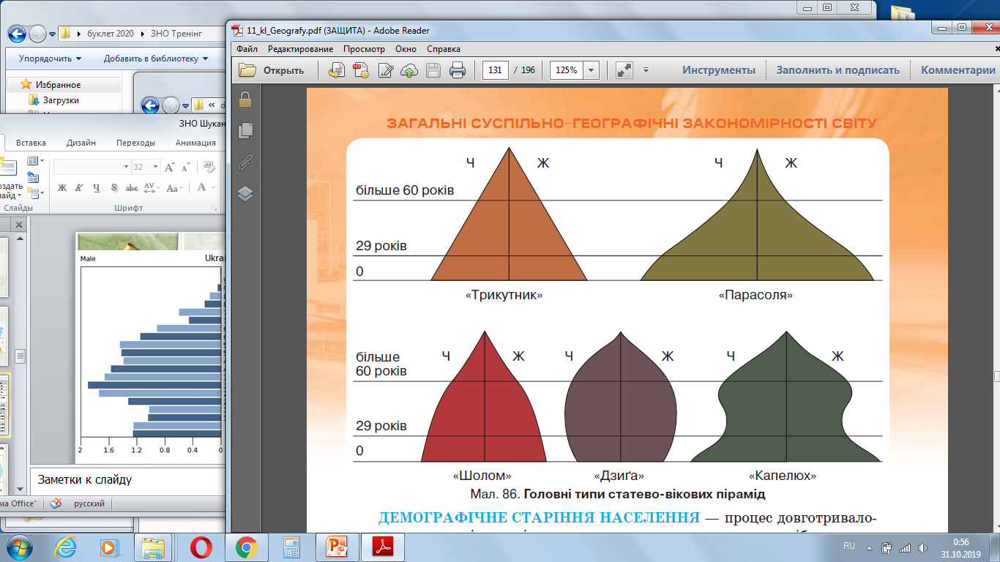 буклет 2020
ЗНО Тренінг
Упорядочить
Добавить в библиотеку
Избранное
Загрузки
ЗНО Шукан
Вставка
Дизайн
Переходы
Анимация
32
Ж К Ч S abc AV Aa A
Слайды
Шрифт
Male
Ukrai
2 1.6 1.2 0.8 0.4 0
Заметки к слайду
ма Office"
русский
11_kl_Geografy.pdf (ЗАЩИТА) - Adobe Reader
Файл Редактирование Просмотр Окно Справка
Открыть
131 / 196
125%
Инструменты
Заполнить и подписать
Комментарии
ЗАГАЛЬНІ СУСПІЛЬНО–ГЕОГРАФІЧНІ ЗАКОНОМІРНОСТІ СВІТУ
Ч Ж Ч Ж
більше 60 років
29 років
0
«Трикутник» «Парасоля»
більше
60 років
Ч Ж Ч Ж Ч Ж
29 років
0
«Шолом» «Дзиґа» «Капелюх»
Мал. 86. Головні типи статево-вікових пірамід
ДЕМОГРАФІЧНЕ СТАРІННЯ НАСЕЛЕННЯ — процес довготривало-
RU
0:56
31.10.2019